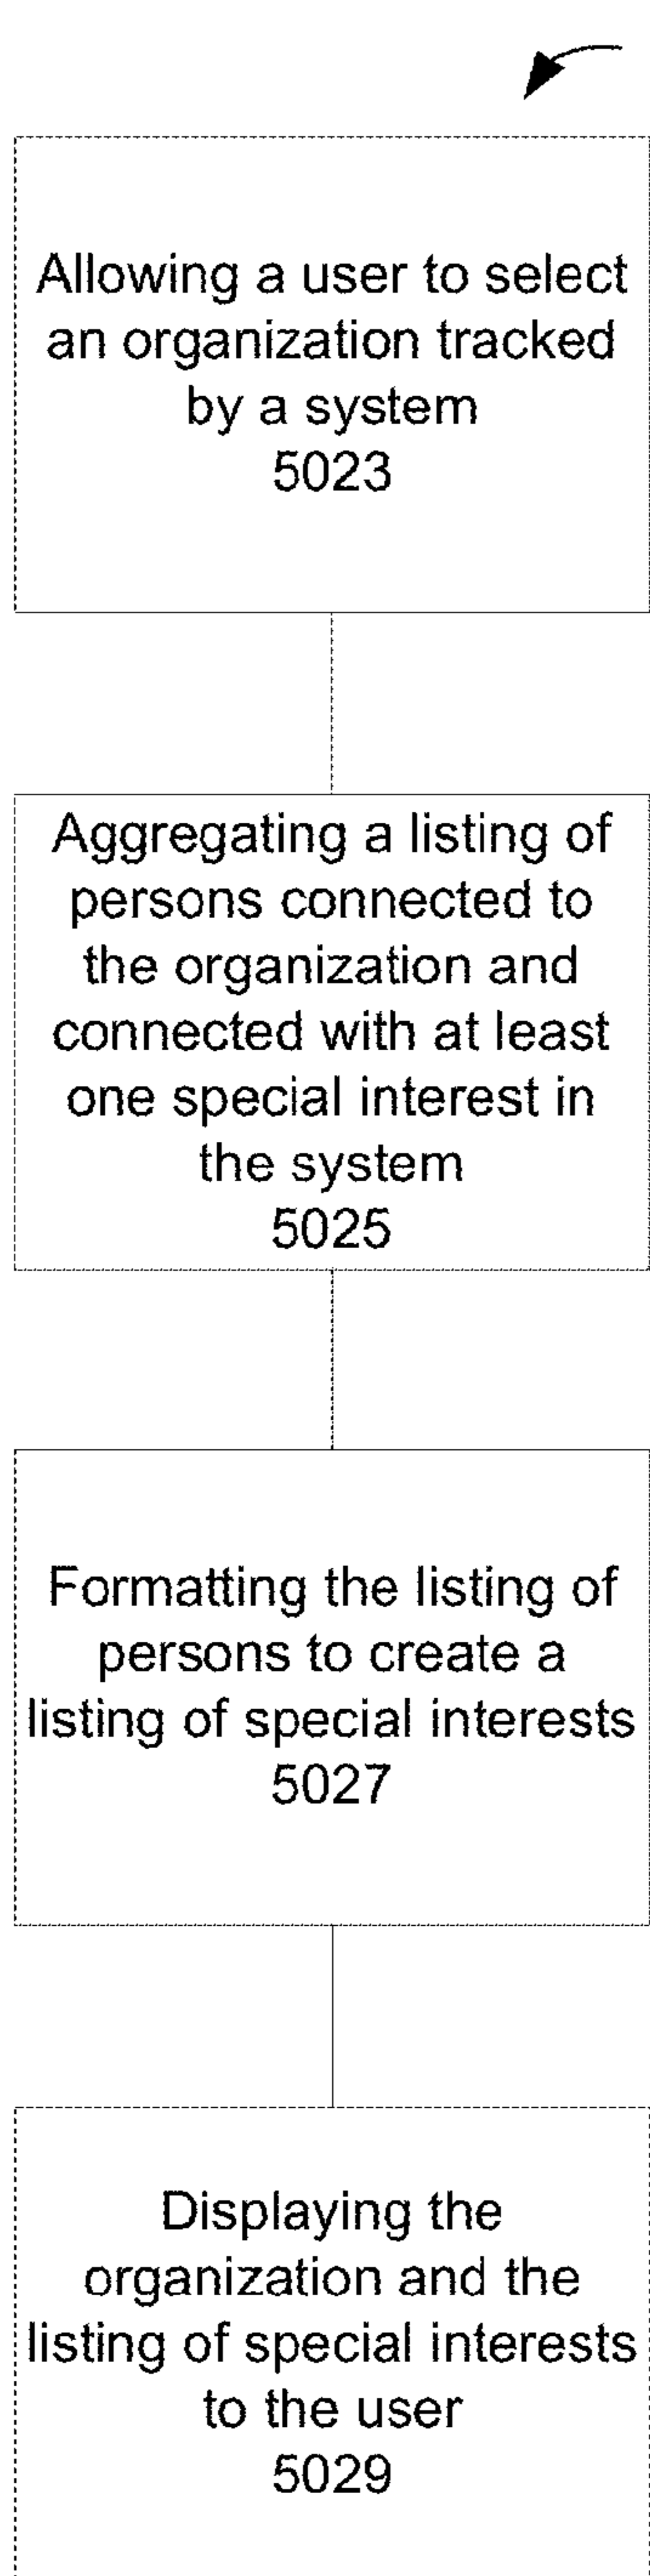 Allowing a user to select
an organization tracked
by a system
5023
Aggregating a listing of
persons connected to
the organization and
connected with at least
one special interest in
the system
5025
Formatting the listing of
persons to create a
listing of special interests
5027
Displaying the
organization and the
listing of special interests
to the user
5029